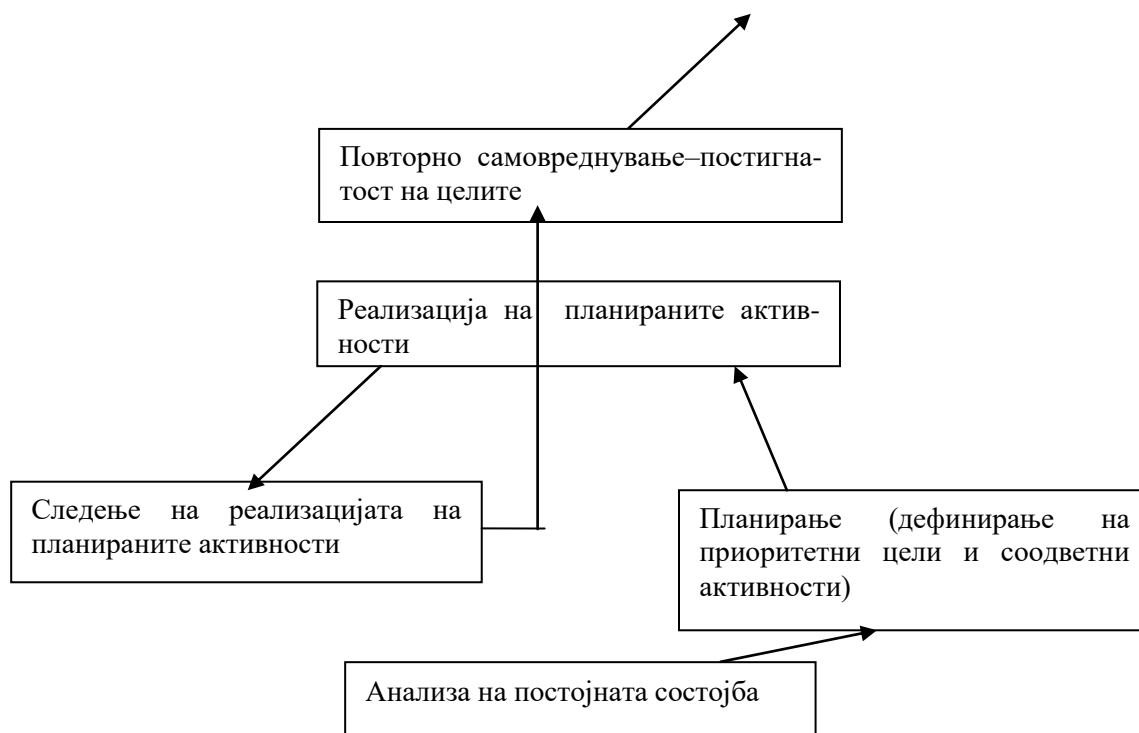 Повторно самовреднување–постигна-
тост на целите
Реализација на планираните актив-
ности
Следење на реализацијата на
планираните активности
Планирање (дефинирање на
приоритетни цели и соодветни
активности)
Анализа на постојната состојба